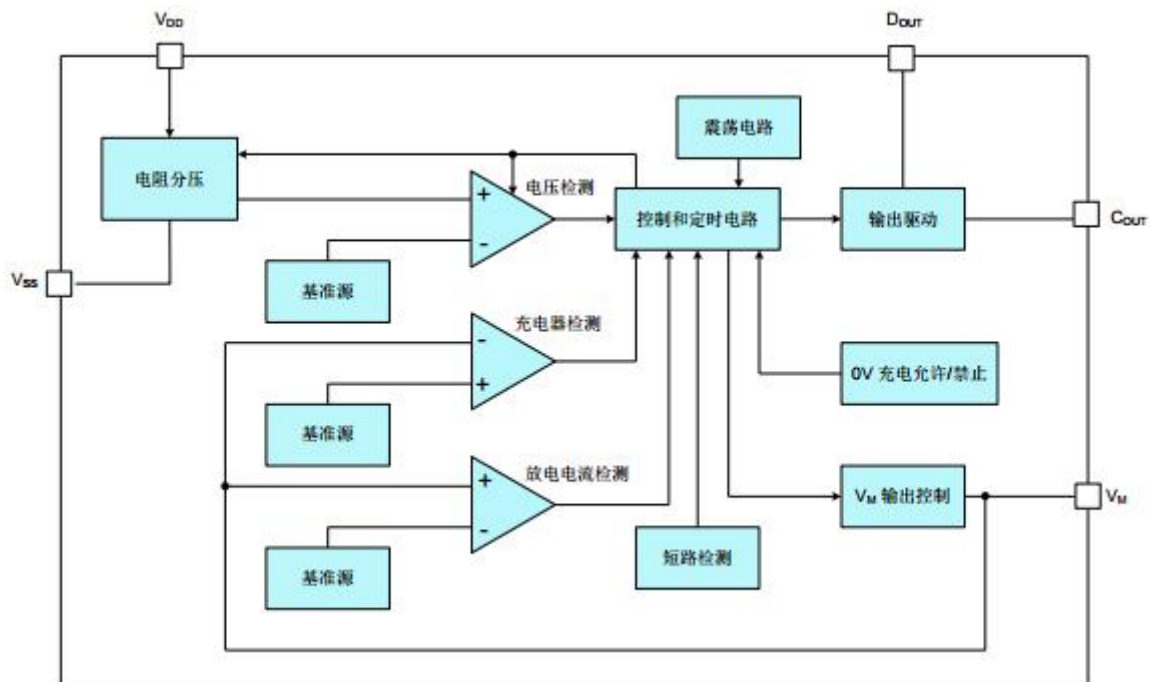 VDD
DOUT
震荡电路
电阻分压
+
电压检测
-
控制和定时电路
输出驱动
COUT
VSS
基准源
充电器检测
-
+
0V 充电允许/禁止
基准源
放电电流检测
+
-
VM 输出控制
VM
短路检测
基准源